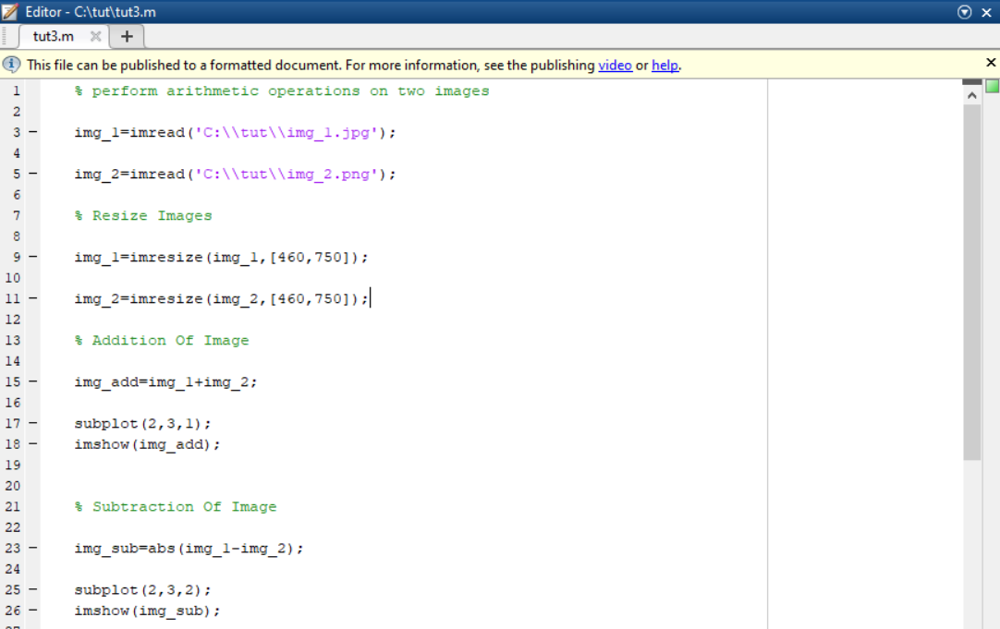 Editor - C:\tut\tut3.m
tut3.m
This file can be published to a formatted document. For more information, see the publishing video or help.
1 % perform arithmetic operations on two images
2
3 - img_1=imread('C:\\tut\\img_1.jpg');
4
5 - img_2=imread('C:\\tut\\img_2.png');
6
7 % Resize Images
8
9 - img_1=imresize(img_1,[460,750]);
10
11 - img_2=imresize(img_2,[460,750]);
12
13 % Addition Of Image
14
15 - img_add=img_1+img_2;
16
17 - subplot(2,3,1);
18 - imshow(img_add);
19
20
21 % Subtraction Of Image
22
23 - img_sub=abs(img_1-img_2);
24
25 - subplot(2,3,2);
26 - imshow(img_sub);